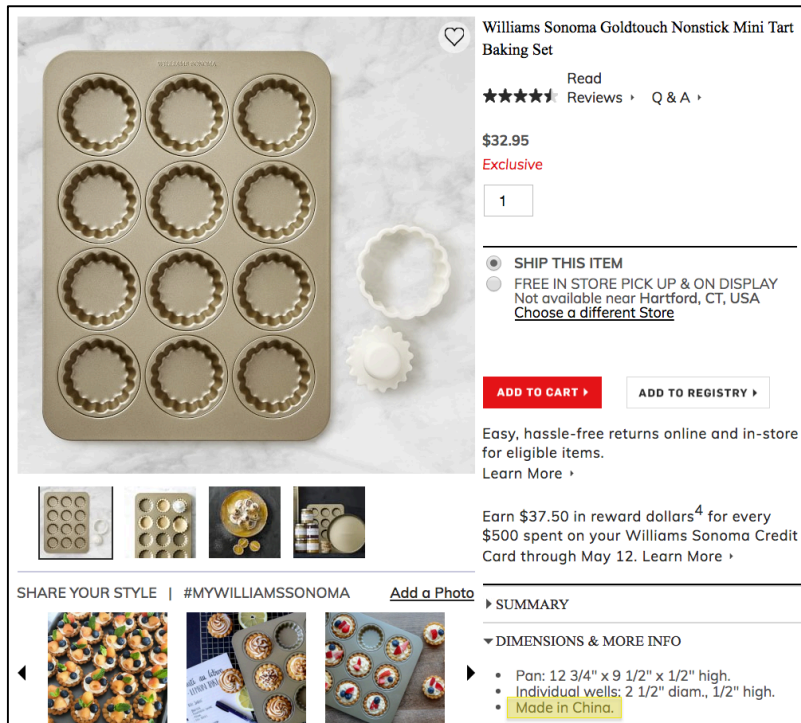 WILLIAMS SONOMA
Williams Sonoma Goldtouch Nonstick Mini Tart
Baking Set
Read
Reviews
Q & A
$32.95
Exclusive
1
SHIP THIS ITEM
FREE IN STORE PICK UP & ON DISPLAY
Not available near Hartford, CT, USA
Choose a different Store
ADD TO CART
ADD TO REGISTRY
Easy, hassle-free returns online and in-store
for eligible items.
Learn More
Earn $37.50 in reward dollars4 for every
$500 spent on your Williams Sonoma Credit
Card through May 12. Learn More
SHARE YOUR STYLE | #MYWILLIAMSSONOMA
Add a Photo
SUMMARY
DIMENSIONS & MORE INFO
• Pan: 12 3/4" x 9 1/2" x 1/2" high.
• Individual wells: 2 1/2" diam., 1/2" high.
• Made in China.